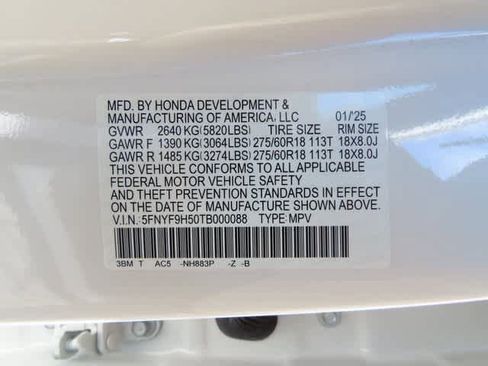 MFD. BY HONDA DEVELOPMENT &
MANUFACTURING OF AMERICA, LLC 01/'25
GVWR 2640 KG(5820LBS) TIRE SIZE RIM SIZE
GAWR F 1390 KG(3064LBS) 275/60R18 113T 18X8.0J
GAWR R 1485 KG(3274LBS) 275/60R18 113T 18X8.0J
THIS VEHICLE CONFORMS TO ALL APPLICABLE
FEDERAL MOTOR VEHICLE SAFETY
AND THEFT PREVENTION STANDARDS IN EFFECT ON
THE DATE OF MANUFACTURE SHOWN ABOVE.
V.I.N. 5FNYF9H50TB000088 TYPE: MPV
3BM T AC5 -NH883P -Z -B